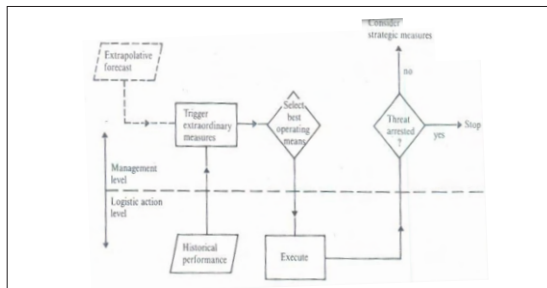 Consider
strategic measures
Extrapolative
forecast
no
Trigger
extraordinary
measures
Select
best
operating
means
Threat
arrested
?
Stop
yes
Management
level
Logistic action
level
Historical
performance
Execute